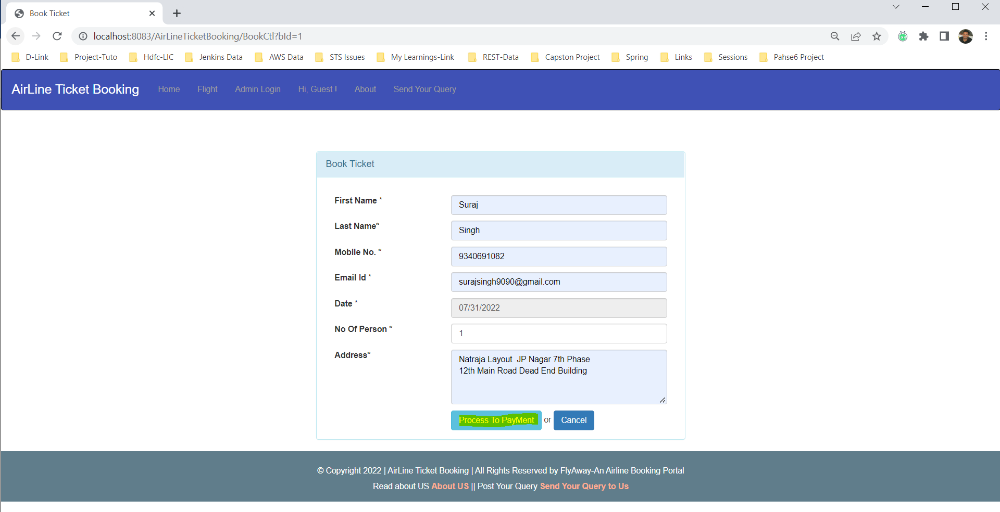 Book Ticket
localhost:8083/AirLineTicketBooking/BookCtl?bId=1
D-Link Project-Tuto Hdfc-LIC Jenkins Data AWS Data STS Issues My Learnings-Link REST-Data Capston Project Spring Links Sessions Pahse6 Project
AirLine Ticket Booking Home Flight Admin Login Hi, Guest ! About Send Your Query
Book Ticket
First Name * Suraj
Last Name* Singh
Mobile No. * 9340691082
Email Id * surajsingh9090@gmail.com
Date * 07/31/2022
No Of Person * 1
Address* Natraja Layout  JP Nagar 7th Phase
12th Main Road Dead End Building
Process To PayMent or Cancel
© Copyright 2022 | AirLine Ticket Booking | All Rights Reserved by FlyAway-An Airline Booking Portal
Read about US About US || Post Your Query Send Your Query to Us